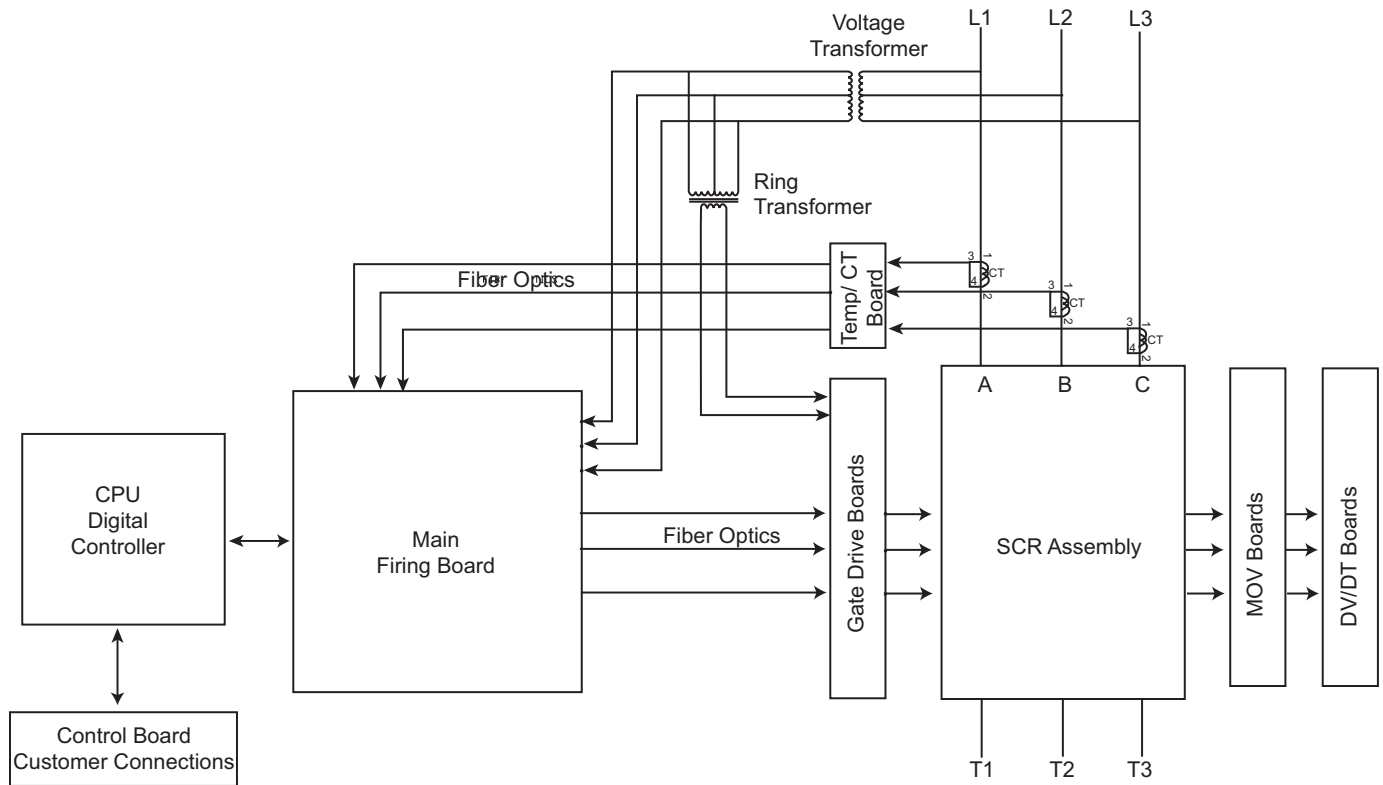 L1
L2
L3
Voltage
Transformer
Ring
Transformer
Fiber Optics
Temp/ CT
Board
3
1
4
2
CT
3
1
4
2
CT
3
1
4
2
CT
A
B
C
CPU
Digital
Controller
Main
Firing Board
Fiber Optics
Gate Drive Boards
SCR Assembly
MOV Boards
DV/DT Boards
Control Board
Customer Connections
T1
T2
T3